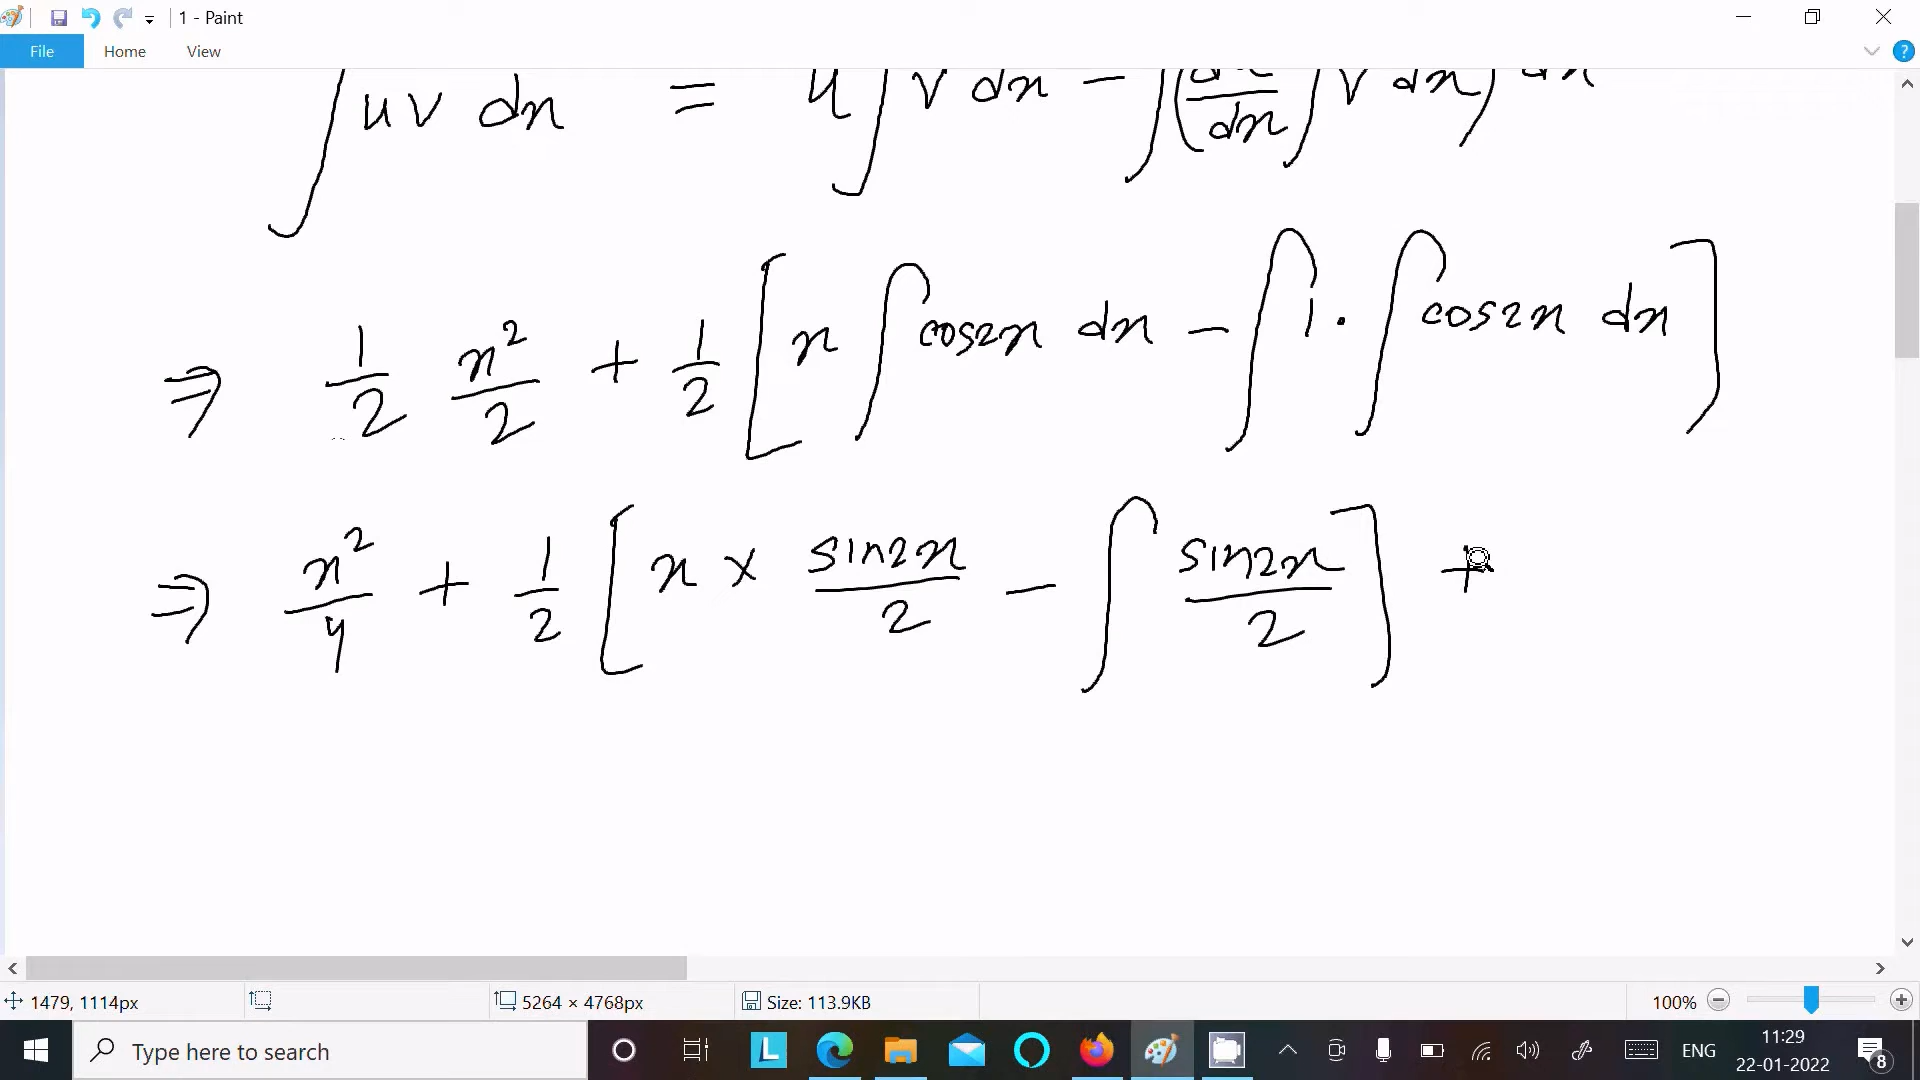 1 - Paint
File Home View
∫ uv dx = u ∫ v dx − ∫ ( du/dx ∫ v dx ) dx
⇒ 1/2 x²/2 + 1/2 [ x ∫ cos2x dx − ∫ 1 · ∫ cos2x dx ]
⇒ x²/4 + 1/2 [ x × sin2x/2 − ∫ sin2x/2 ] +
1479, 1114px 5264 × 4768px Size: 113.9KB 100%
Type here to search ENG 11:29
22-01-2022 8